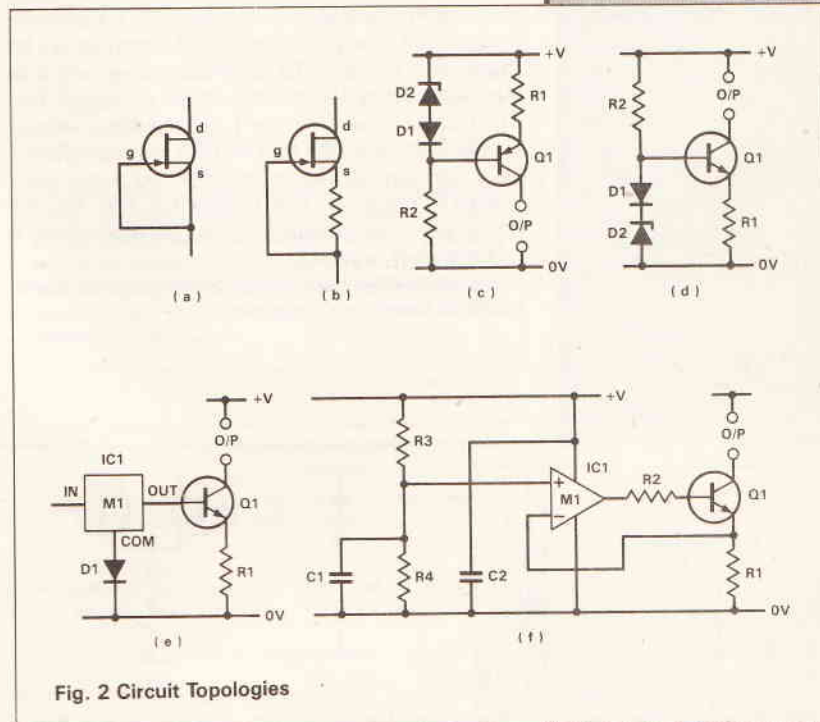 +V
D2
R1
D1
Q1
R2
O/P
0V
(c)
d
g
s
(a)
d
g
s
(b)
+V
R2
O/P
Q1
D1
D2
R1
0V
(d)
+V
O/P
IC1
IN
M1
OUT
Q1
COM
D1
R1
0V
(e)
+V
R3
IC1
+
M1
−
R2
O/P
Q1
C1
R4
C2
R1
0V
(f)
Fig. 2 Circuit Topologies